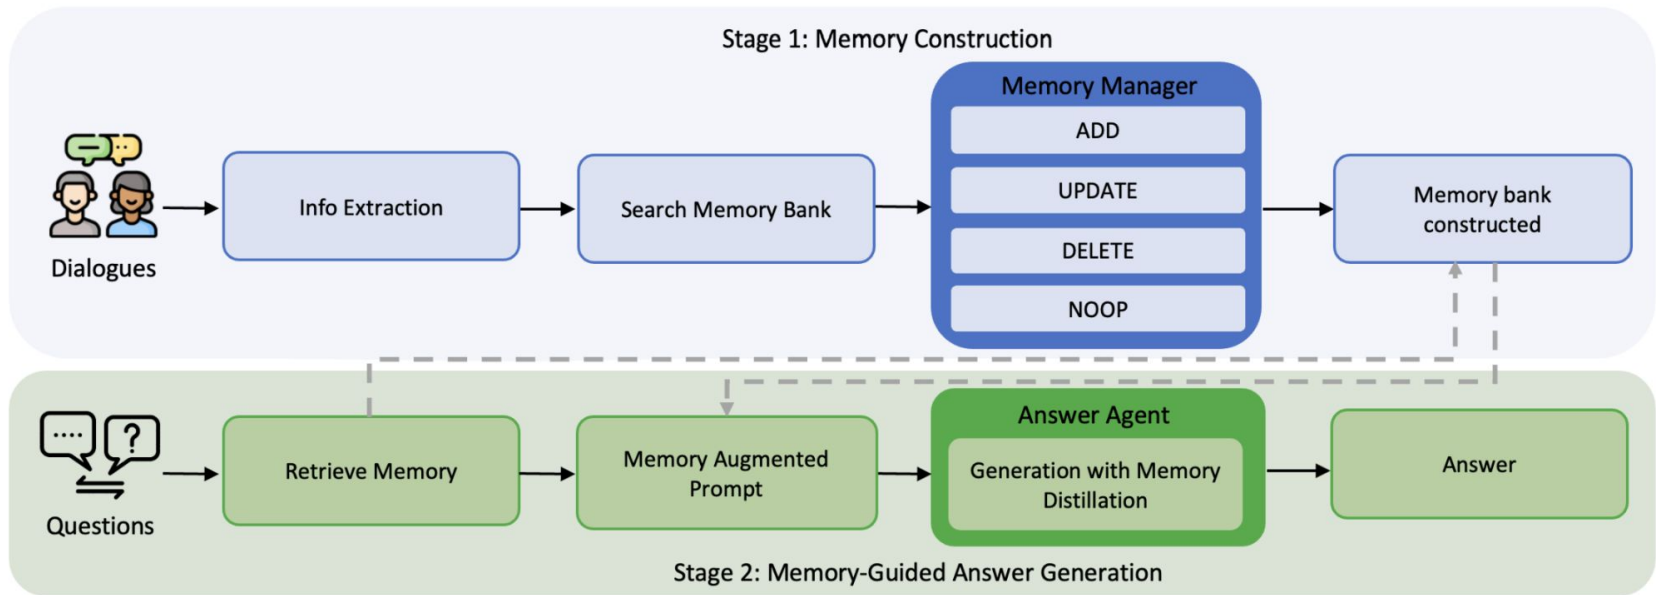 Stage 1: Memory Construction
Memory Manager
ADD
UPDATE
DELETE
NOOP
Dialogues
Info Extraction
Search Memory Bank
Memory bank
constructed
Questions
....
?
Retrieve Memory
Memory Augmented
Prompt
Answer Agent
Generation with Memory
Distillation
Answer
Stage 2: Memory-Guided Answer Generation